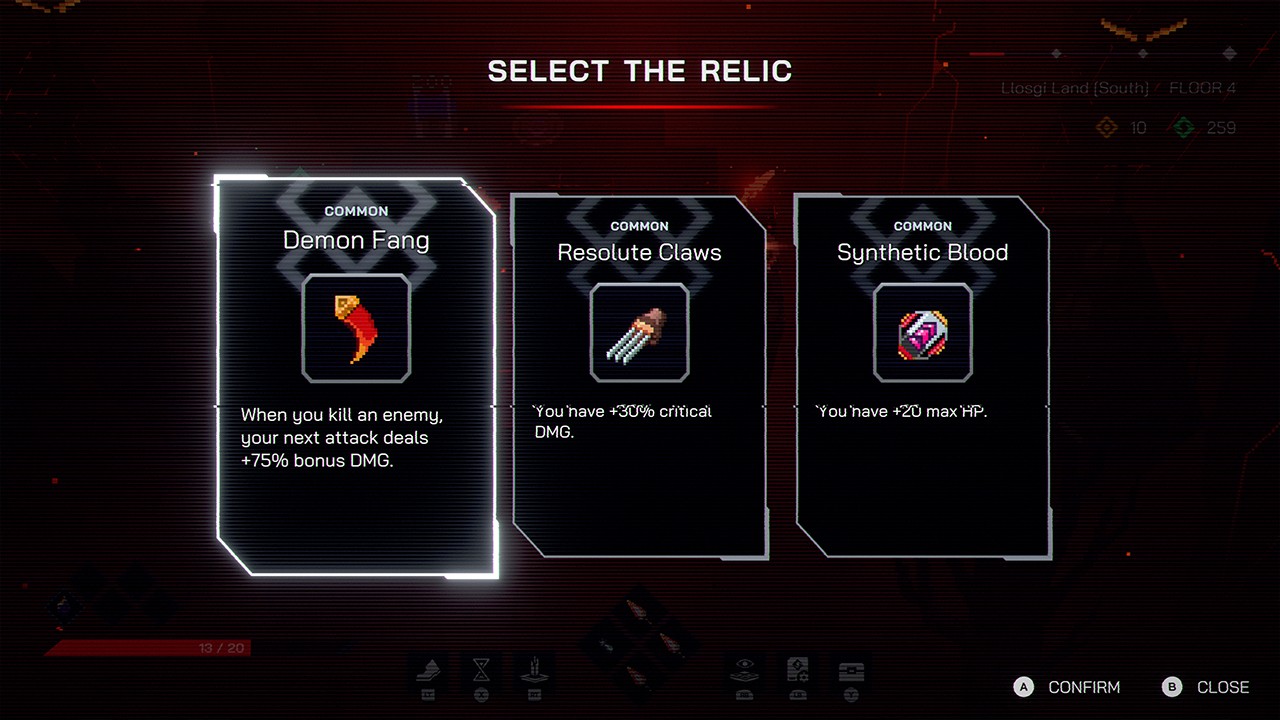 SELECT THE RELIC
Llosgi Land [South] / FLOOR 4
10 259
COMMON
Demon Fang
When you kill an enemy,
your next attack deals
+75% bonus DMG.
COMMON
Resolute Claws
You have +30% critical
DMG.
COMMON
Synthetic Blood
You have +20 max HP.
13 / 20
A CONFIRM B CLOSE